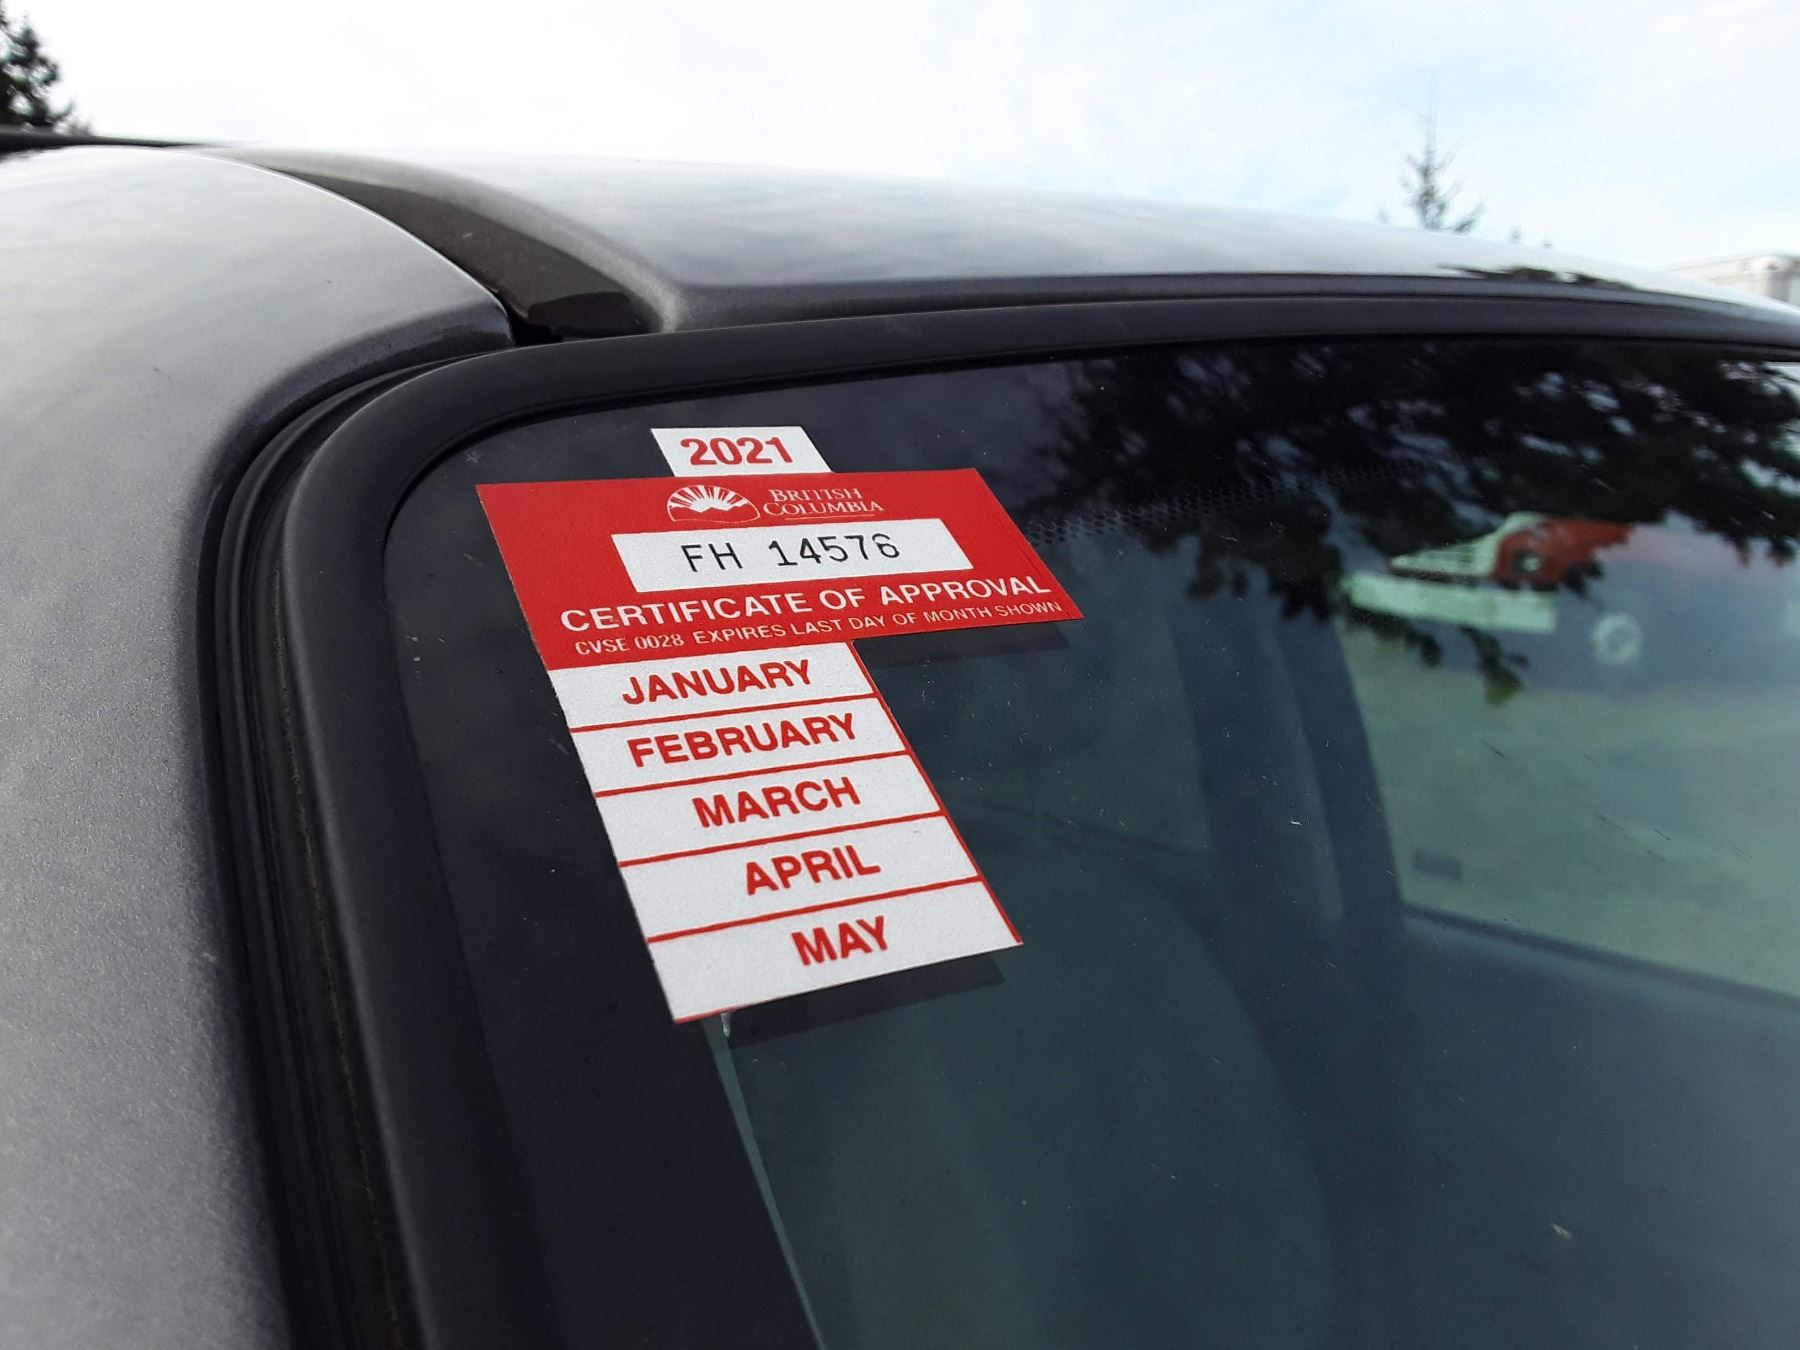 2021
BRITISH
COLUMBIA
FH 14576
CERTIFICATE OF APPROVAL
CVSE 0028 EXPIRES LAST DAY OF MONTH SHOWN
JANUARY
FEBRUARY
MARCH
APRIL
MAY